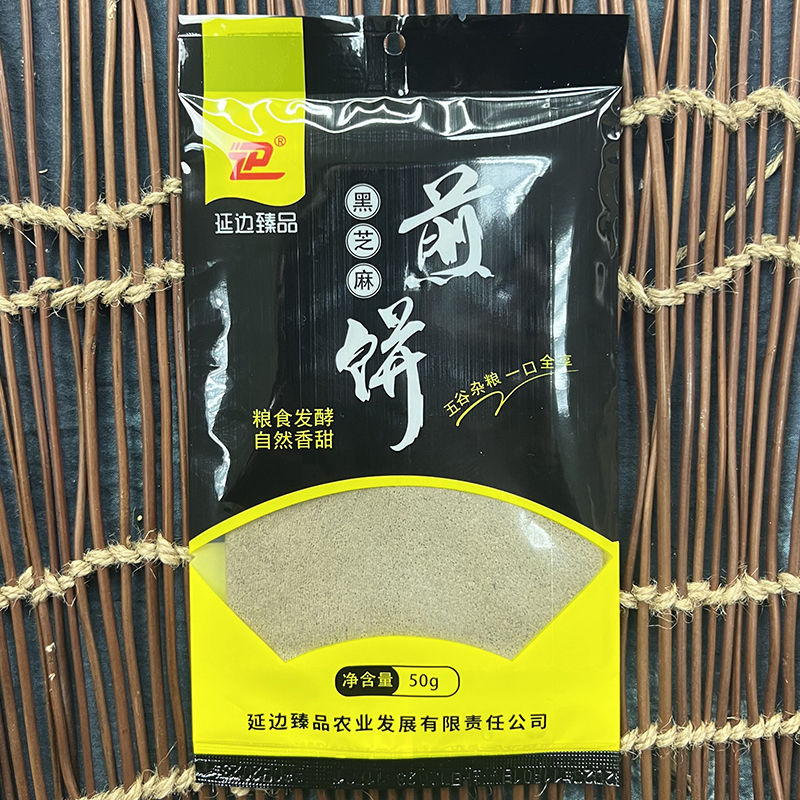 ®
延边臻品
黑芝麻
煎饼
五谷杂粮 一口全享
粮食发酵
自然香甜
净含量 50g
延边臻品农业发展有限责任公司